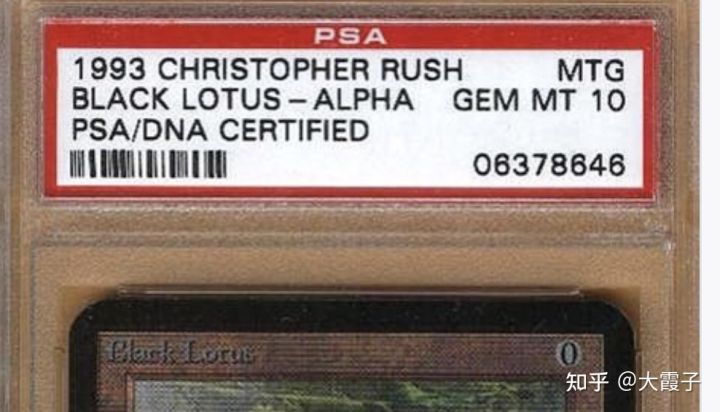 PSA
1993 CHRISTOPHER RUSH MTG
BLACK LOTUS – ALPHA GEM MT 10
PSA/DNA CERTIFIED
06378646
Black Lotus 0
知乎 @大霞子